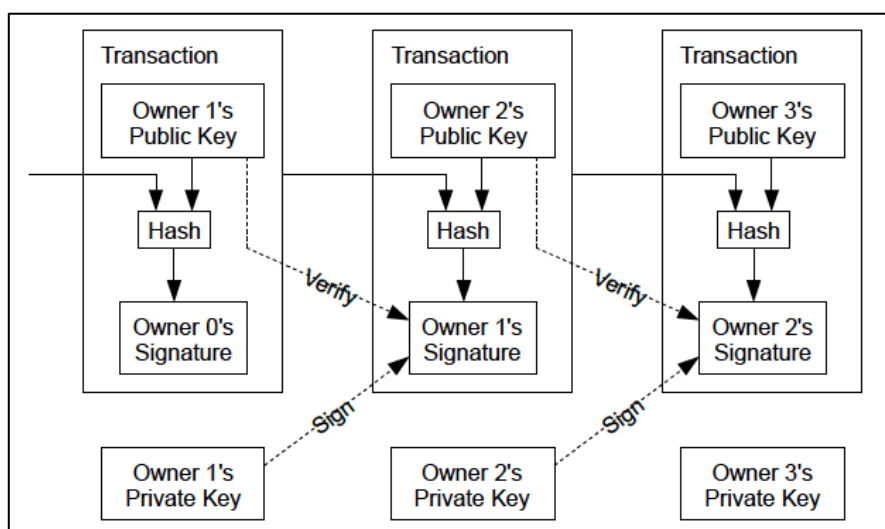 Transaction
Owner 1's
Public Key
Hash
Owner 0's
Signature
Transaction
Owner 2's
Public Key
Hash
Verify
Owner 1's
Signature
Transaction
Owner 3's
Public Key
Hash
Verify
Owner 2's
Signature
Sign
Sign
Owner 1's
Private Key
Owner 2's
Private Key
Owner 3's
Private Key